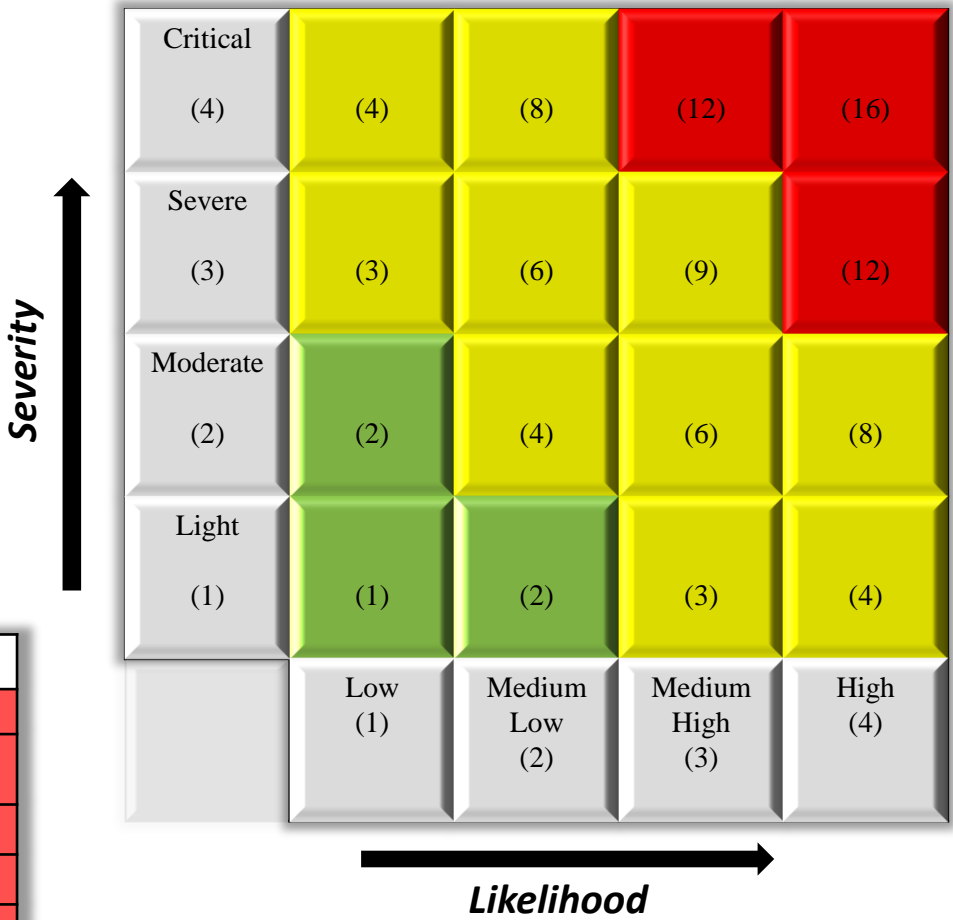 Critical
(4) (4) (8) (12) (16)
Severe
(3) (3) (6) (9) (12)
Moderate
(2) (2) (4) (6) (8)
Light
(1) (1) (2) (3) (4)
Severity
Low Medium Medium High
(1) Low High (4)
(2) (3)
Likelihood